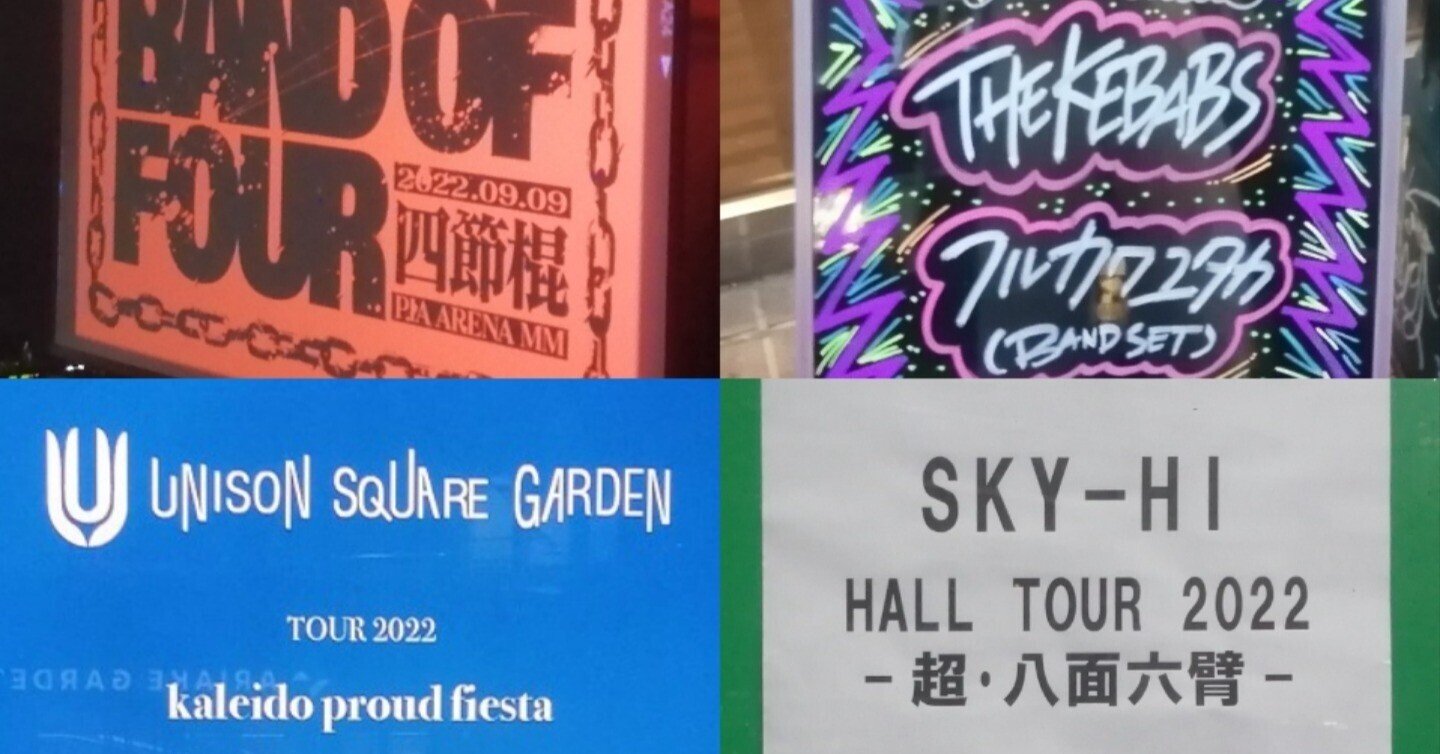 BAND OF
FOUR
2022.09.09
四節棍
PIA ARENA MM
THE KEBABS
フルカワユタカ
(BAND SET)
UNISON SQUARE GARDEN
TOUR 2022
kaleido proud fiesta
SKY-HI
HALL TOUR 2022
-超・八面六臂-